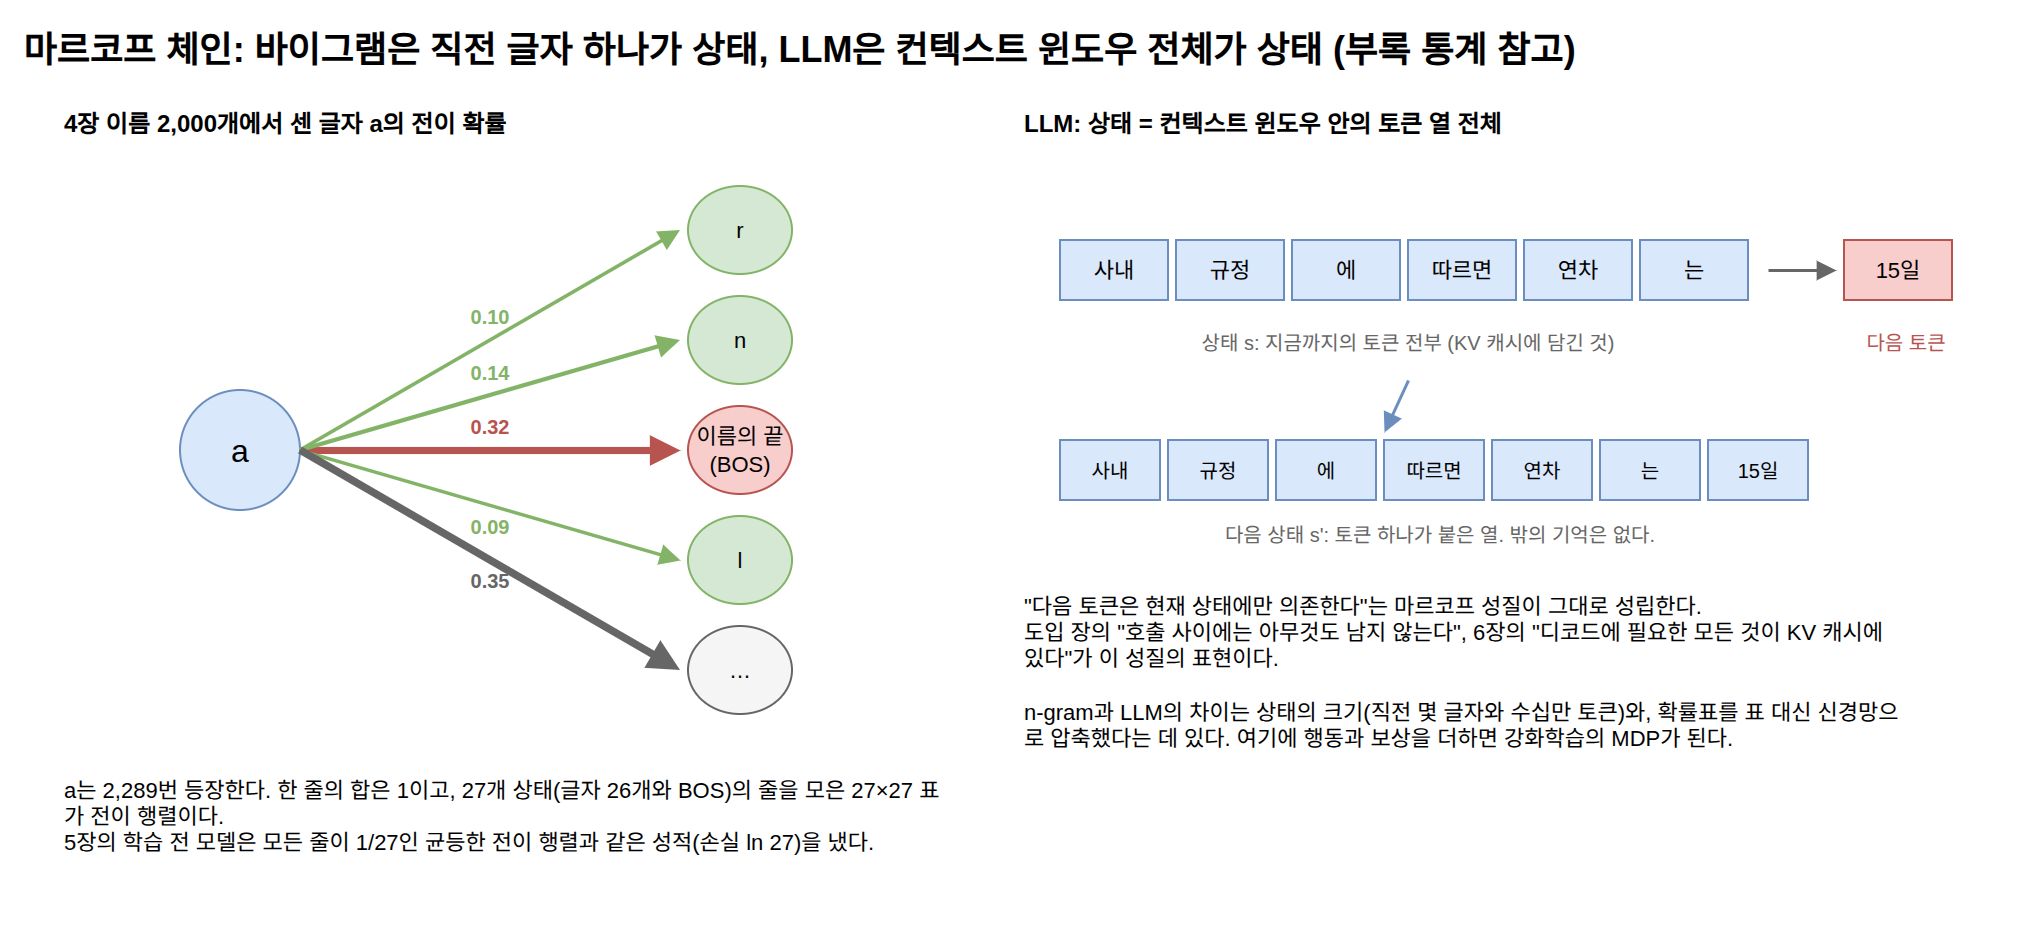 마르코프 체인: 바이그램은 직전 글자 하나가 상태, LLM은 컨텍스트 윈도우 전체가 상태 (부록 통계 참고)
4장 이름 2,000개에서 센 글자 a의 전이 확률
a
0.10
0.14
0.32
0.09
0.35
r
n
이름의 끝
(BOS)
l
...
a는 2,289번 등장한다. 한 줄의 합은 1이고, 27개 상태(글자 26개와 BOS)의 줄을 모은 27×27 표
가 전이 행렬이다.
5장의 학습 전 모델은 모든 줄이 1/27인 균등한 전이 행렬과 같은 성적(손실 ln 27)을 냈다.
LLM: 상태 = 컨텍스트 윈도우 안의 토큰 열 전체
사내 규정 에 따르면 연차 는 15일
상태 s: 지금까지의 토큰 전부 (KV 캐시에 담긴 것) 다음 토큰
사내 규정 에 따르면 연차 는 15일
다음 상태 s': 토큰 하나가 붙은 열. 밖의 기억은 없다.
"다음 토큰은 현재 상태에만 의존한다"는 마르코프 성질이 그대로 성립한다.
도입 장의 "호출 사이에는 아무것도 남지 않는다", 6장의 "디코드에 필요한 모든 것이 KV 캐시에
있다"가 이 성질의 표현이다.
n-gram과 LLM의 차이는 상태의 크기(직전 몇 글자와 수십만 토큰)와, 확률표를 표 대신 신경망으
로 압축했다는 데 있다. 여기에 행동과 보상을 더하면 강화학습의 MDP가 된다.